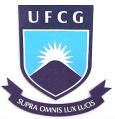 UFCG
SUPRA OMNIS LUX LUCIS